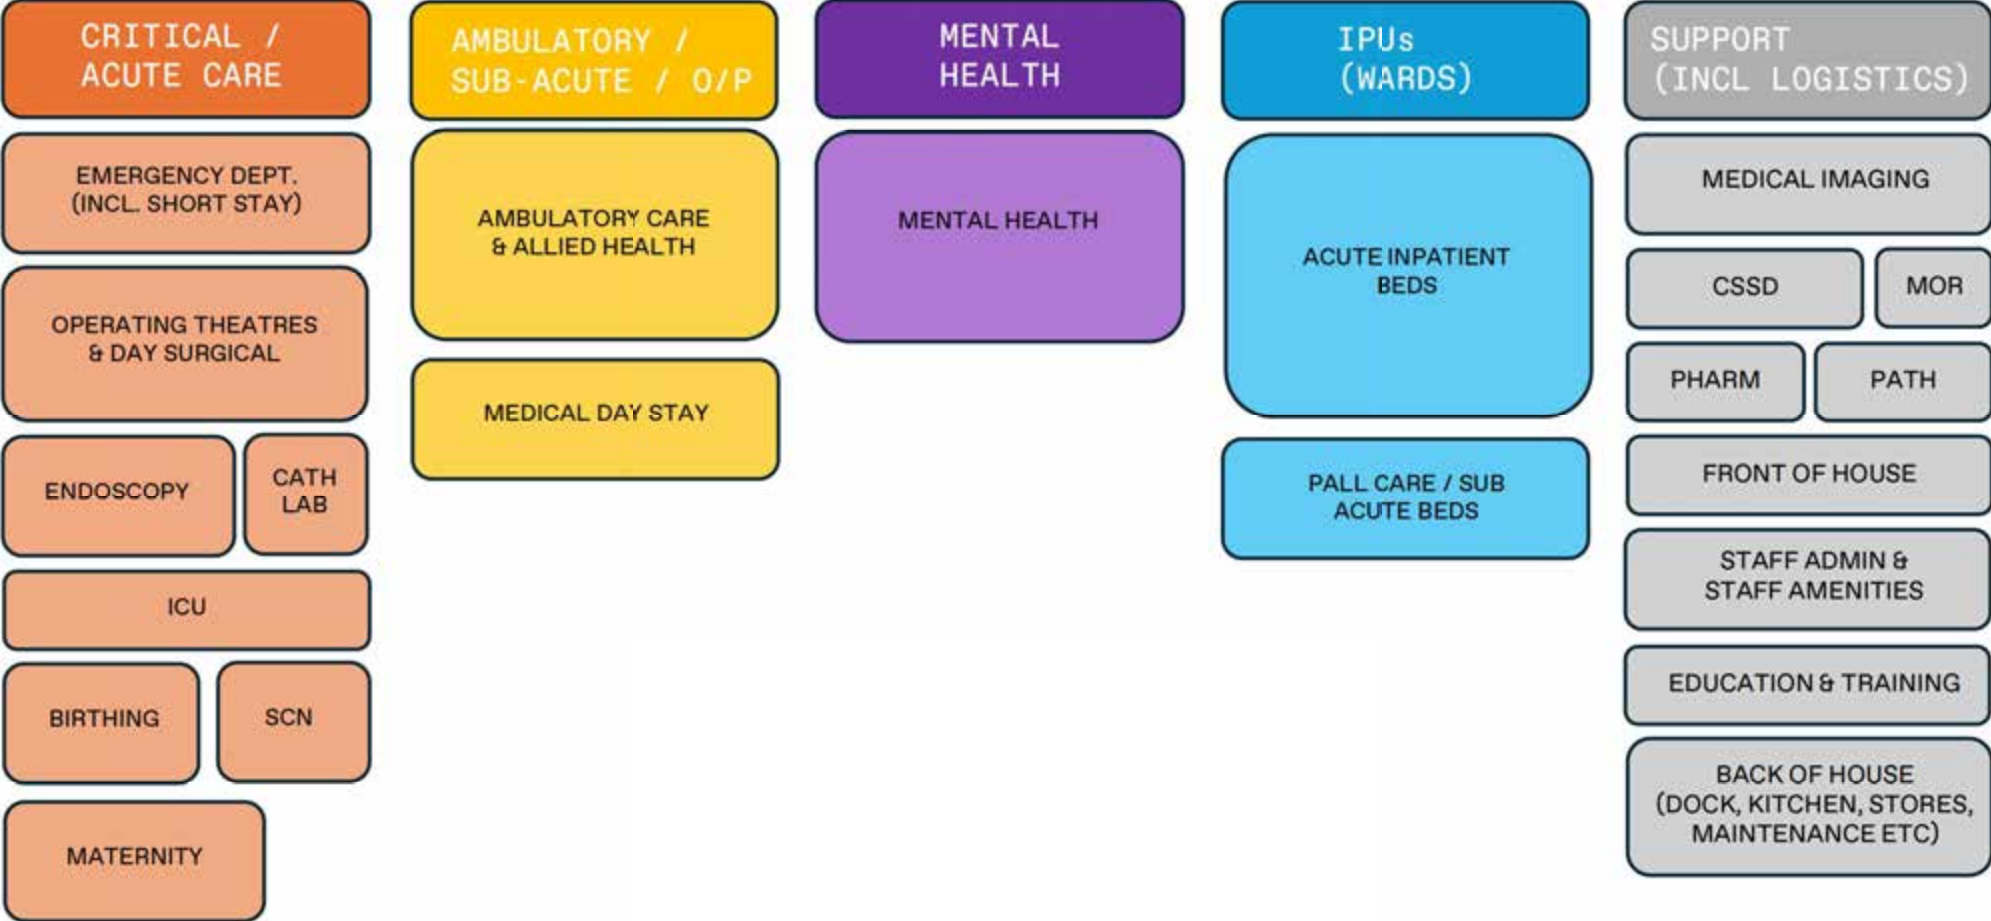 CRITICAL /
ACUTE CARE
EMERGENCY DEPT.
(INCL. SHORT STAY)
OPERATING THEATRES
& DAY SURGICAL
ENDOSCOPY
CATH
LAB
ICU
BIRTHING
SCN
MATERNITY
AMBULATORY /
SUB-ACUTE / O/P
AMBULATORY CARE
& ALLIED HEALTH
MEDICAL DAY STAY
MENTAL
HEALTH
MENTAL HEALTH
IPUs
(WARDS)
ACUTE INPATIENT
BEDS
PALL CARE / SUB
ACUTE BEDS
SUPPORT
(INCL LOGISTICS)
MEDICAL IMAGING
CSSD
MOR
PHARM
PATH
FRONT OF HOUSE
STAFF ADMIN &
STAFF AMENITIES
EDUCATION & TRAINING
BACK OF HOUSE
(DOCK, KITCHEN, STORES,
MAINTENANCE ETC)